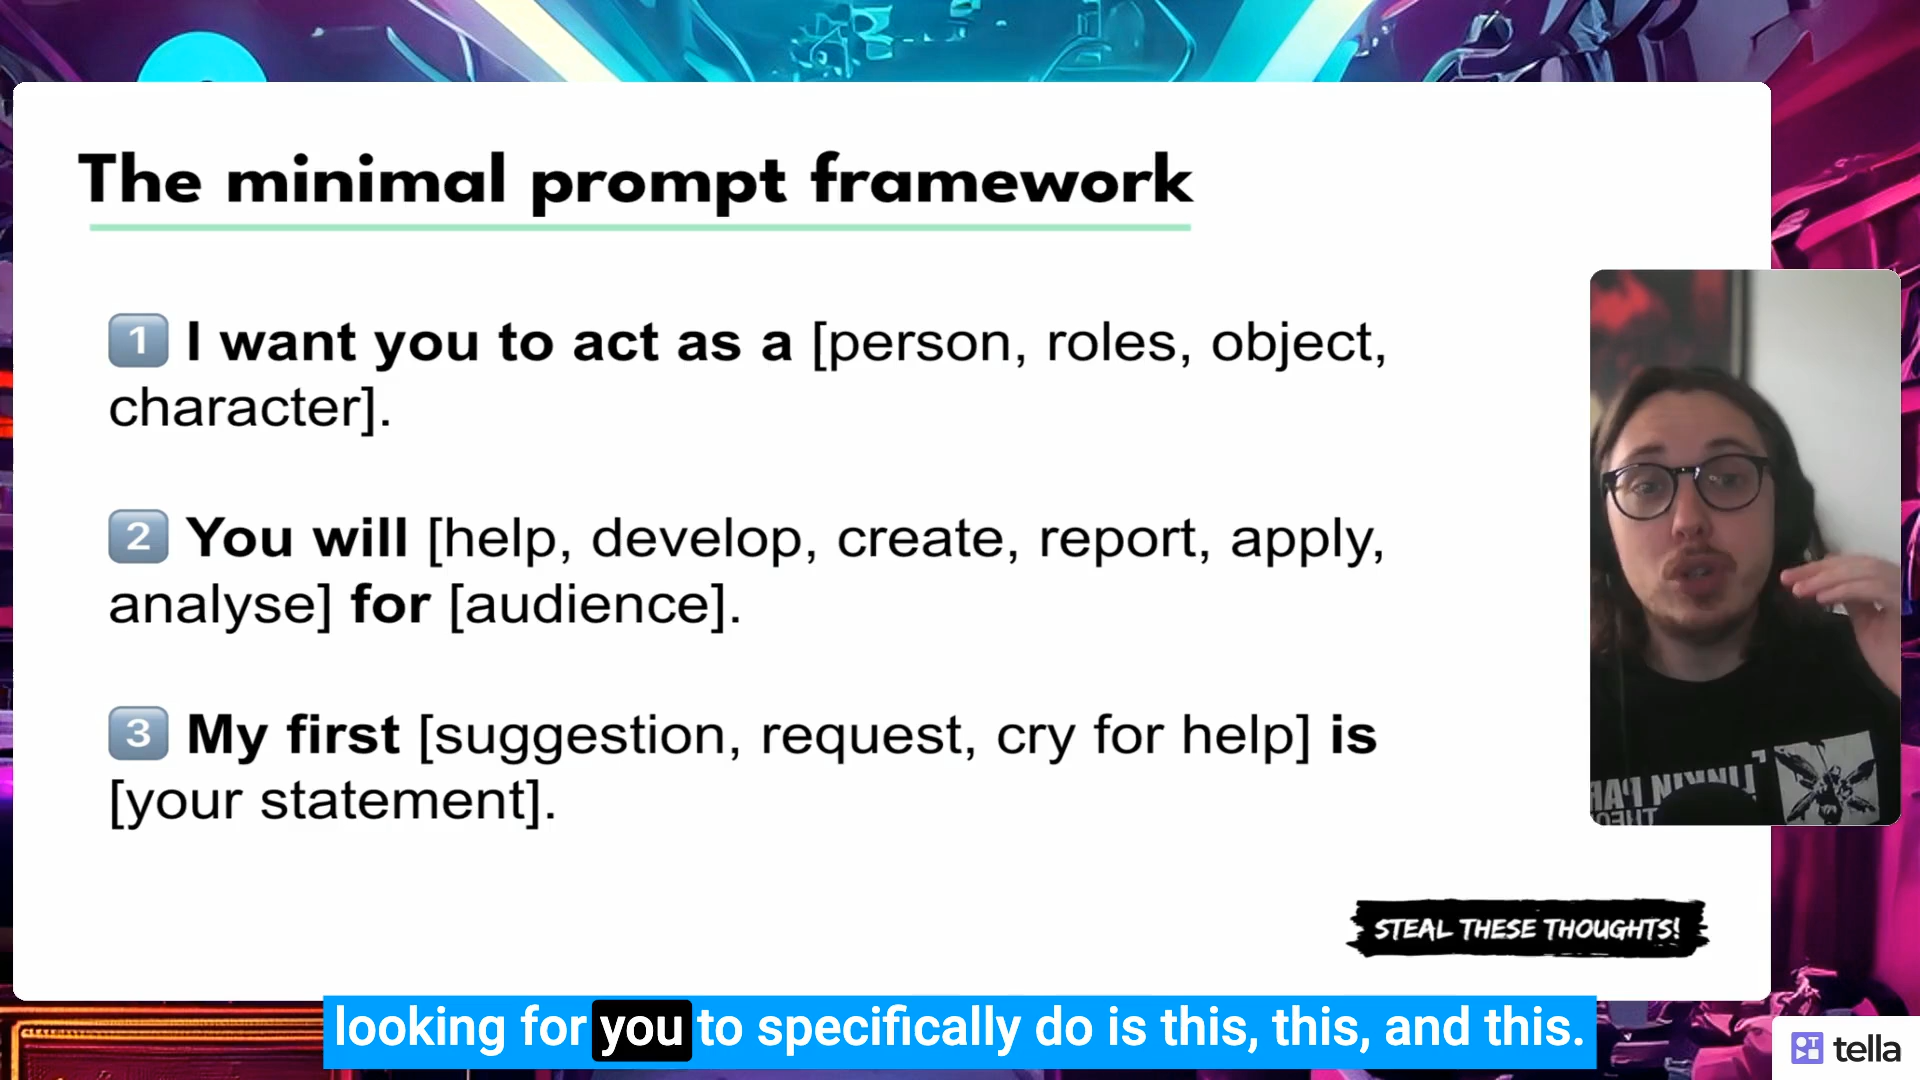 The minimal prompt framework
1 I want you to act as a [person, roles, object,
character].
2 You will [help, develop, create, report, apply,
analyse] for [audience].
3 My first [suggestion, request, cry for help] is
[your statement].
STEAL THESE THOUGHTS!
looking for you to specifically do is this, this, and this.
tella